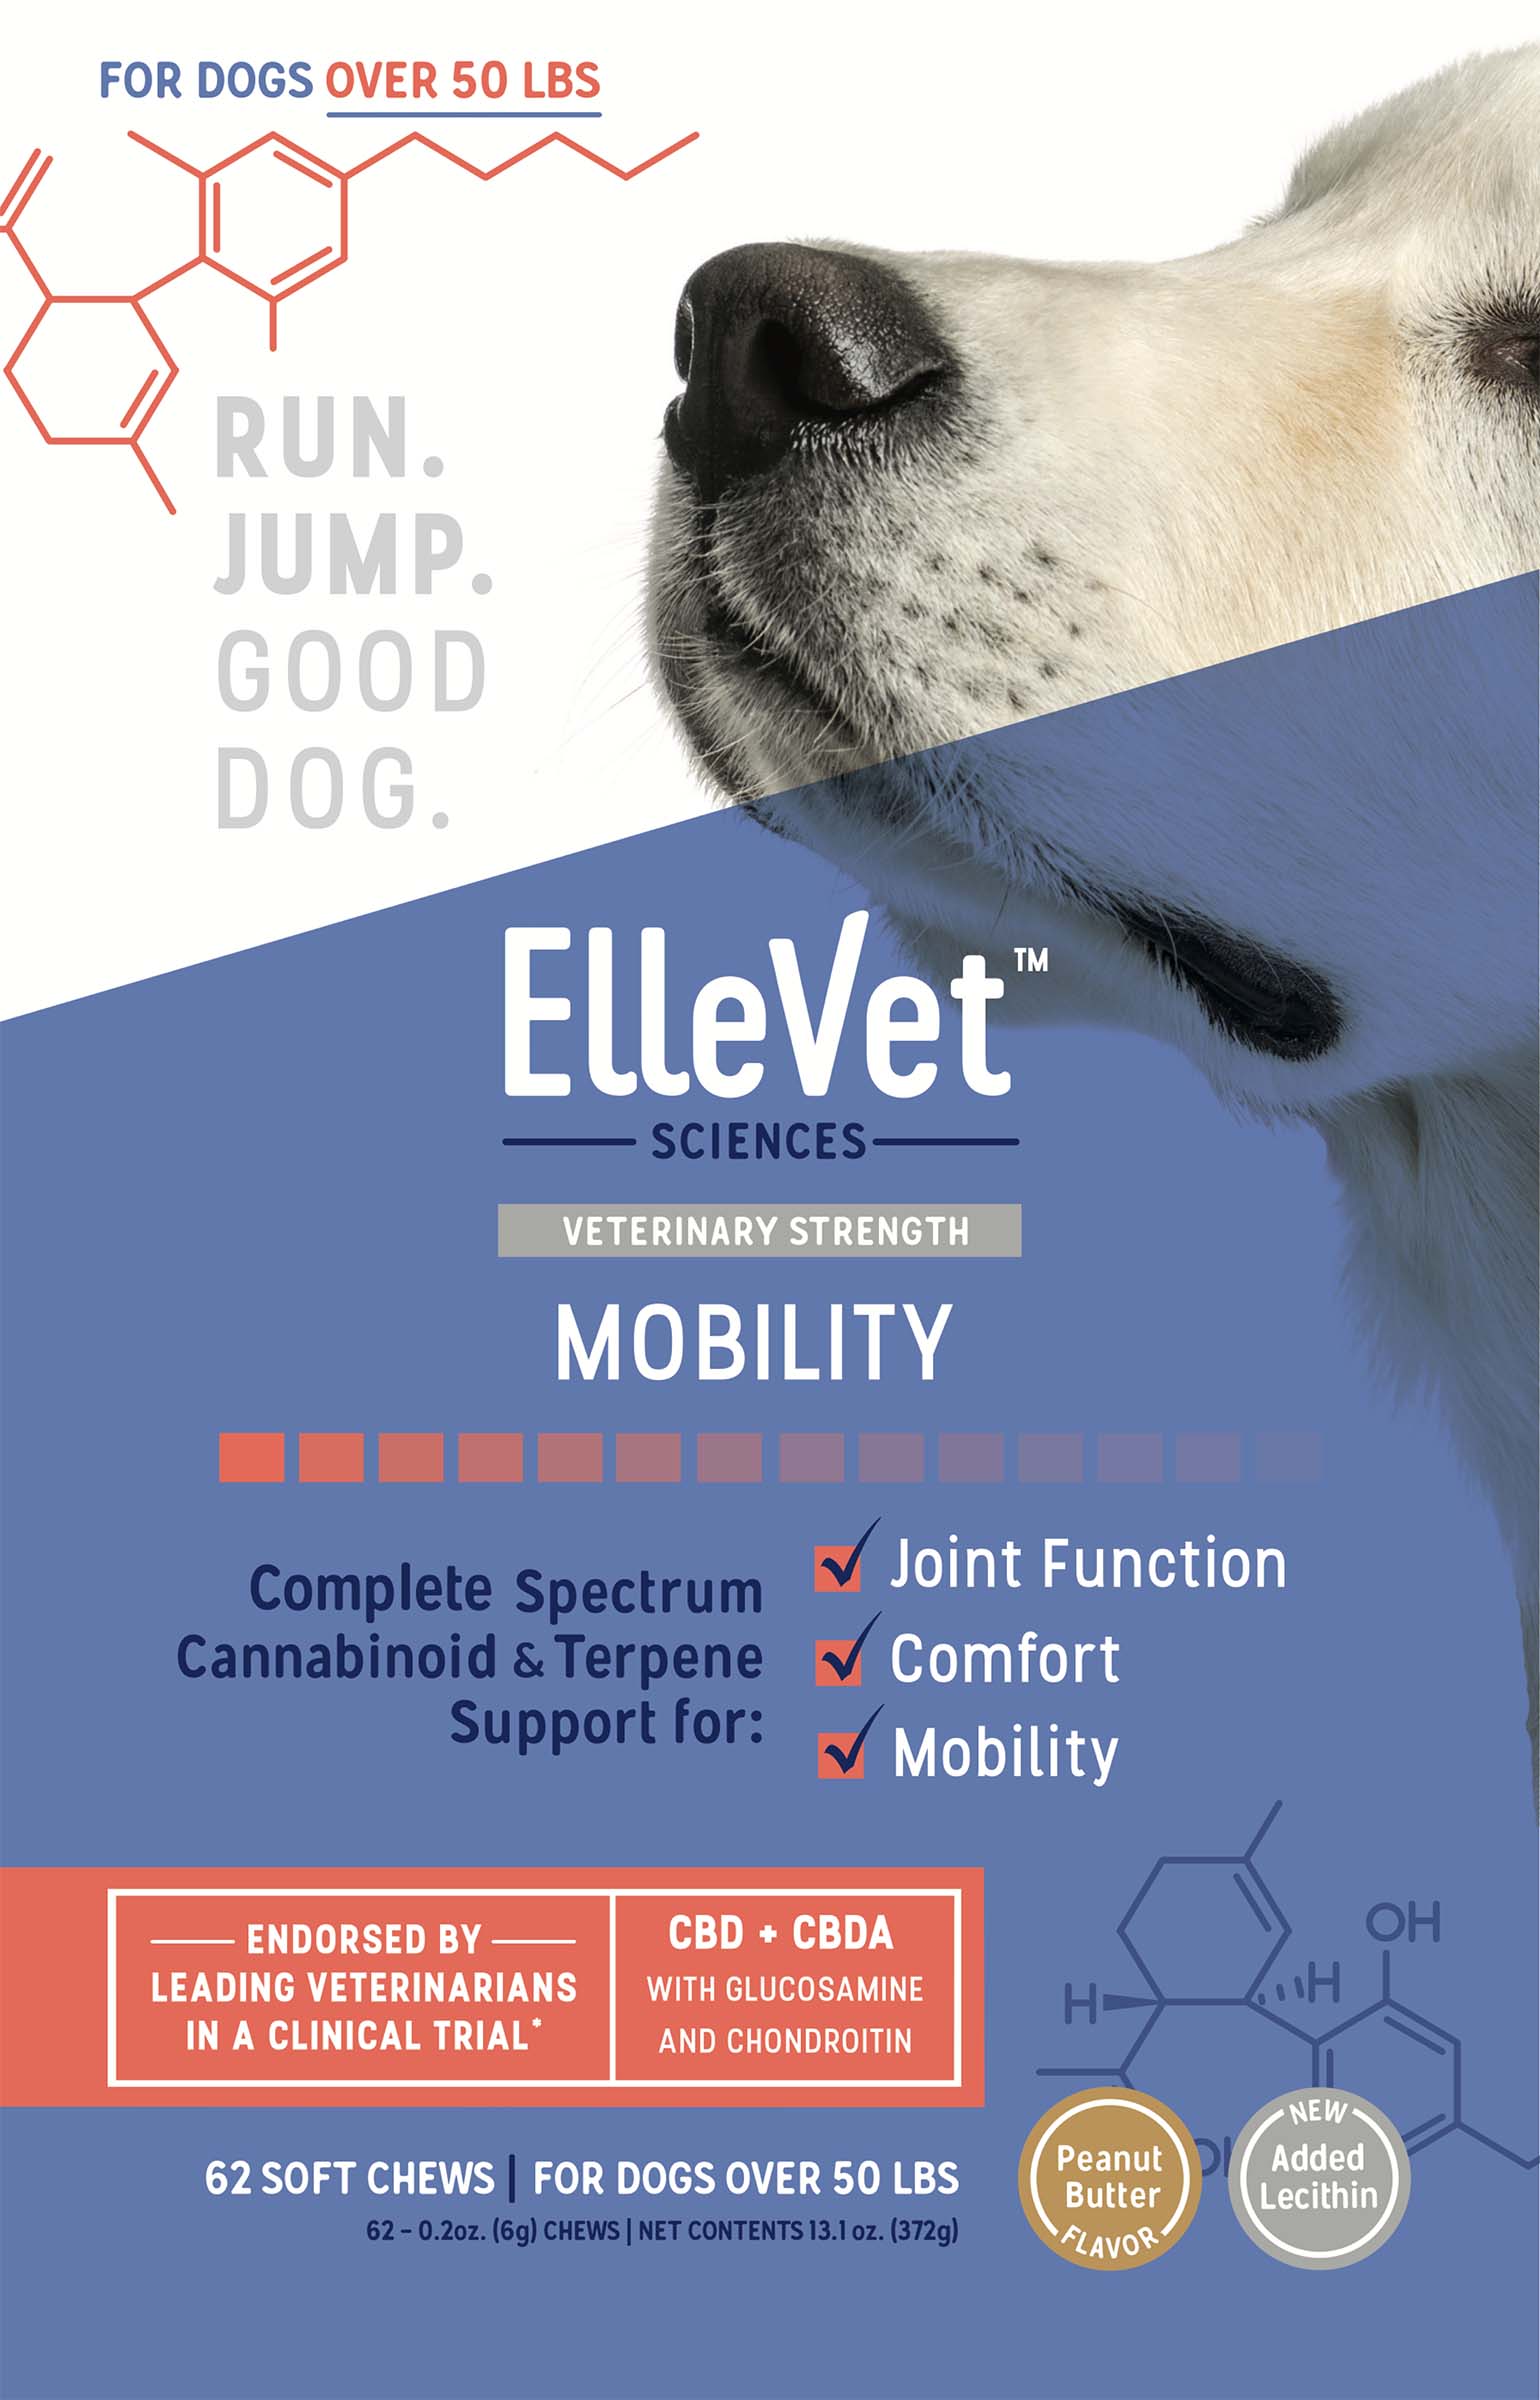 FOR DOGS OVER 50 LBS
RUN.
JUMP.
GOOD
DOG.
ElleVet™
SCIENCES
VETERINARY STRENGTH
MOBILITY
Complete Spectrum
Cannabinoid & Terpene
Support for:
Joint Function
Comfort
Mobility
ENDORSED BY
LEADING VETERINARIANS
IN A CLINICAL TRIAL*
CBD + CBDA
WITH GLUCOSAMINE
AND CHONDROITIN
OH
H
H
Peanut
Butter
FLAVOR
NEW
Added
Lecithin
62 SOFT CHEWS | FOR DOGS OVER 50 LBS
62 - 0.2oz. (6g) CHEWS | NET CONTENTS 13.1 oz. (372g)